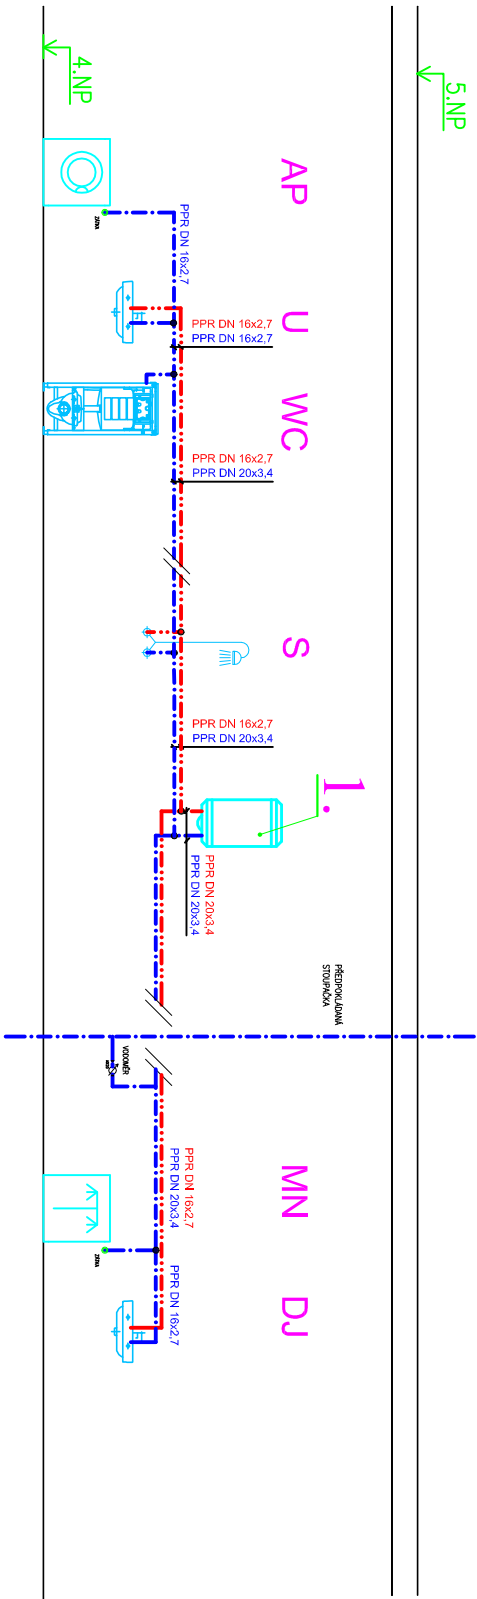 5.NP
4.NP
AP
PPR DN 16x2,7
U
PPR DN 16x2,7
PPR DN 16x2,7
WC
PPR DN 16x2,7
PPR DN 20x3,4
S
PPR DN 16x2,7
PPR DN 20x3,4
1.
PPR DN 20x3,4
PPR DN 20x3,4
PŘEDPOKLÁDANÁ
STOUPAČKA
VODOMĚR
MN
PPR DN 16x2,7
PPR DN 20x3,4
DJ
PPR DN 16x2,7